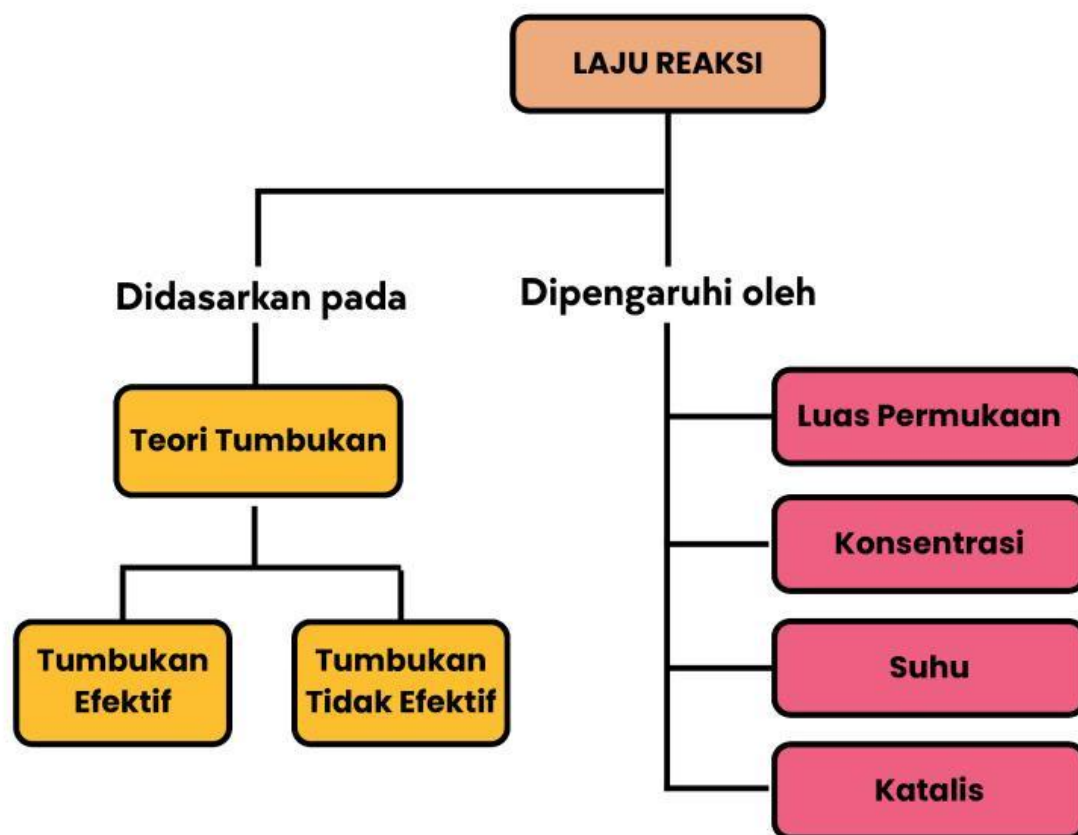 LAJU REAKSI
Didasarkan pada
Dipengaruhi oleh
Teori Tumbukan
Tumbukan
Efektif
Tumbukan
Tidak Efektif
Luas Permukaan
Konsentrasi
Suhu
Katalis